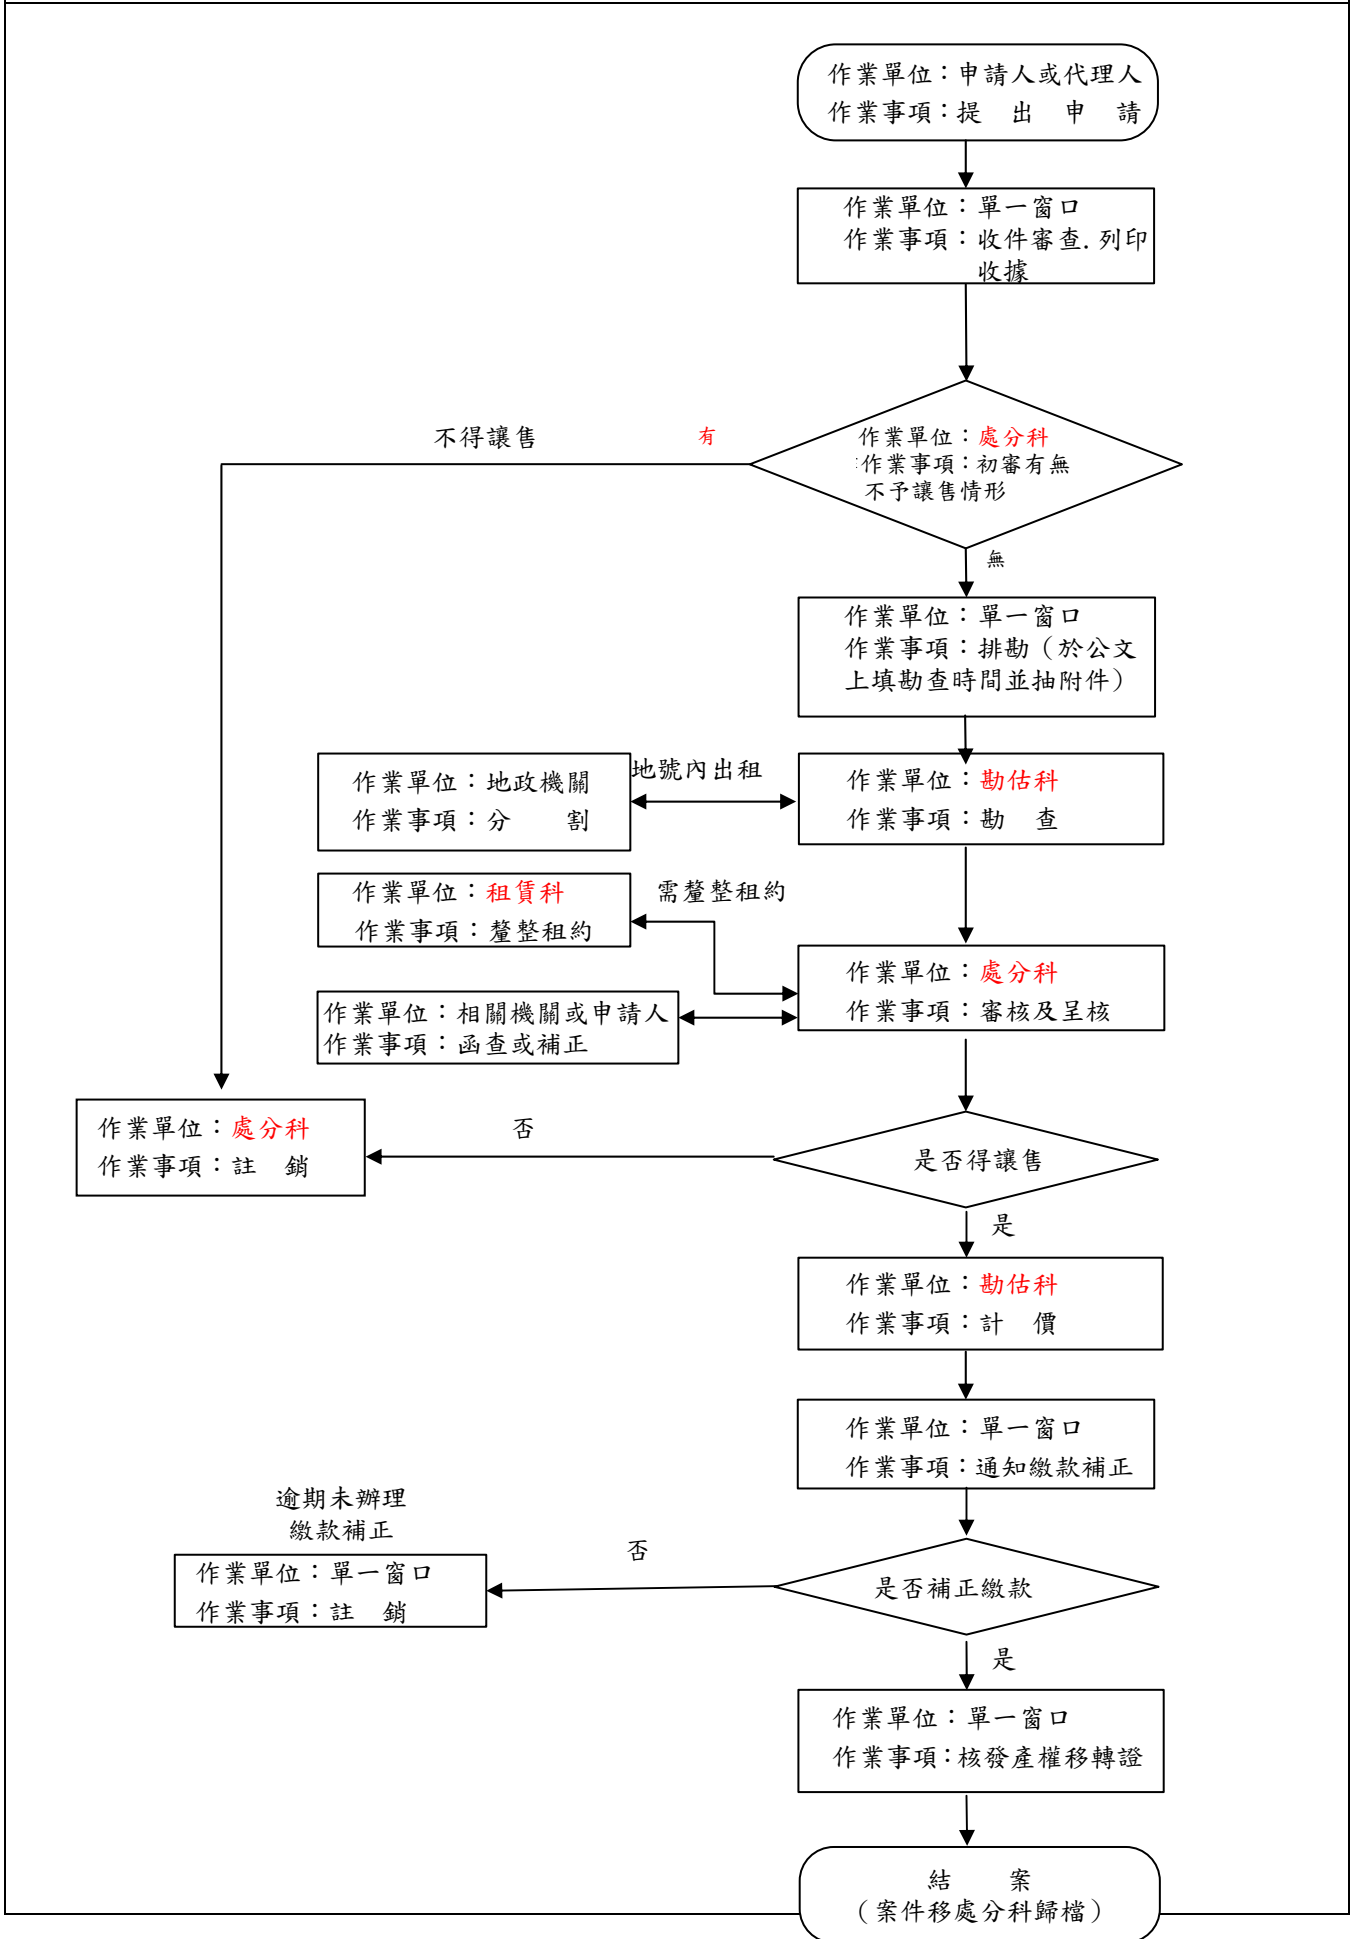 作業單位：申請人或代理人
作業事項：提　出　申　請
作業單位：單一窗口
作業事項：收件審查.列印
收據
不得讓售
有
作業單位：處分科
作業事項：初審有無
不予讓售情形
無
作業單位：單一窗口
作業事項：排勘（於公文
上填勘查時間並抽附件）
作業單位：地政機關
作業事項：分　　割
地號內出租
作業單位：勘估科
作業事項：勘　查
作業單位：租賃科
作業事項：釐整租約
需釐整租約
作業單位：處分科
作業事項：審核及呈核
作業單位：相關機關或申請人
作業事項：函查或補正
作業單位：處分科
作業事項：註　銷
否
是否得讓售
是
作業單位：勘估科
作業事項：計　價
作業單位：單一窗口
作業事項：通知繳款補正
逾期未辦理
繳款補正
作業單位：單一窗口
作業事項：註　銷
否
是否補正繳款
是
作業單位：單一窗口
作業事項：核發產權移轉證
結　　案
（案件移處分科歸檔）